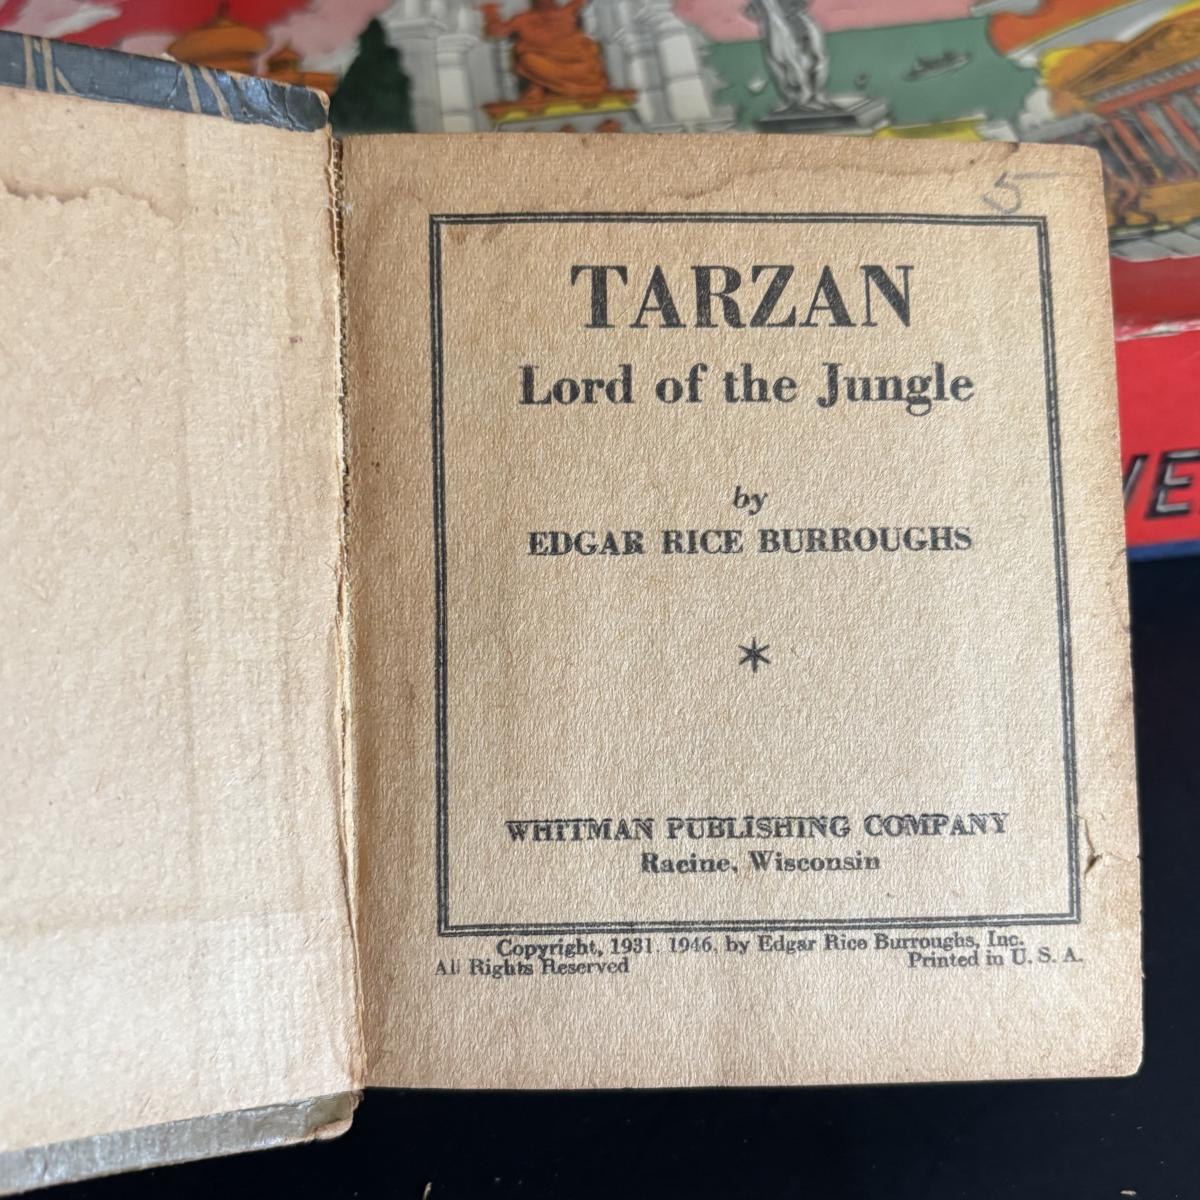 5
TARZAN
Lord of the Jungle
by
EDGAR RICE BURROUGHS
*
WHITMAN PUBLISHING COMPANY
Racine, Wisconsin
Copyright, 1931, 1946, by Edgar Rice Burroughs, Inc.
All Rights Reserved Printed in U. S. A.
VE